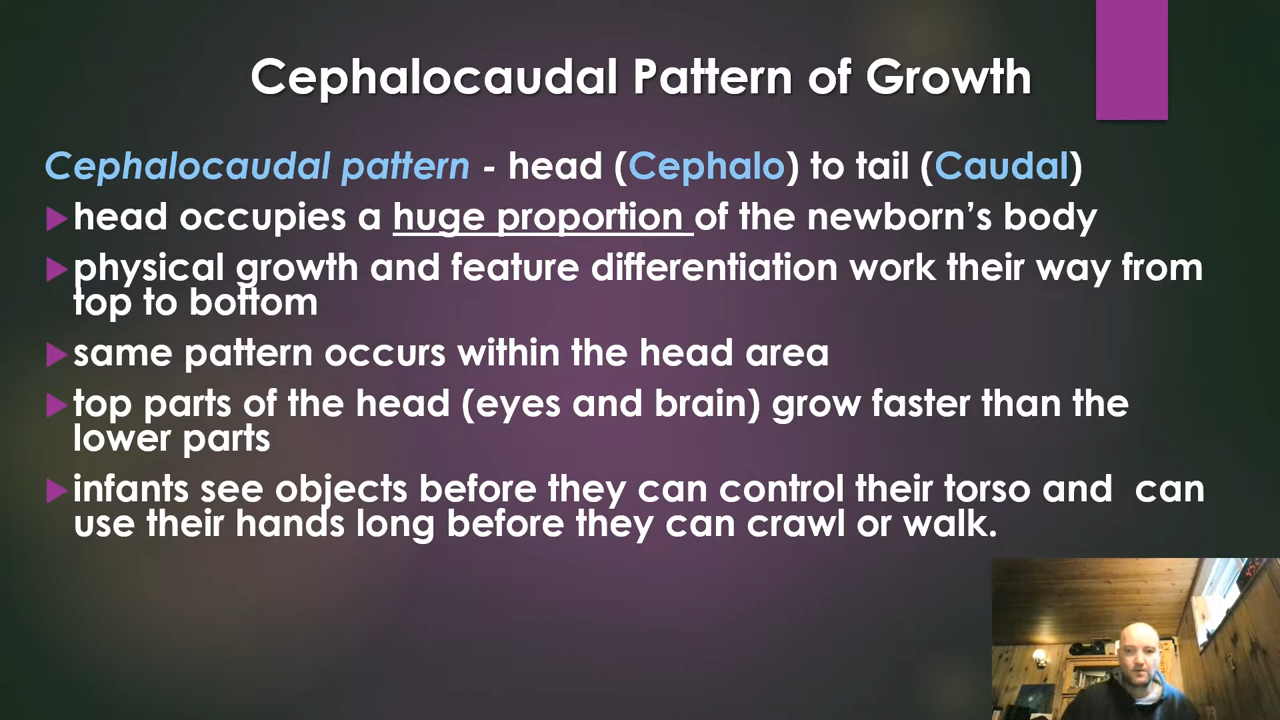 Cephalocaudal Pattern of Growth
Cephalocaudal pattern - head (Cephalo) to tail (Caudal)
head occupies a huge proportion of the newborn's body
physical growth and feature differentiation work their way from
top to bottom
same pattern occurs within the head area
top parts of the head (eyes and brain) grow faster than the
lower parts
infants see objects before they can control their torso and can
use their hands long before they can crawl or walk.